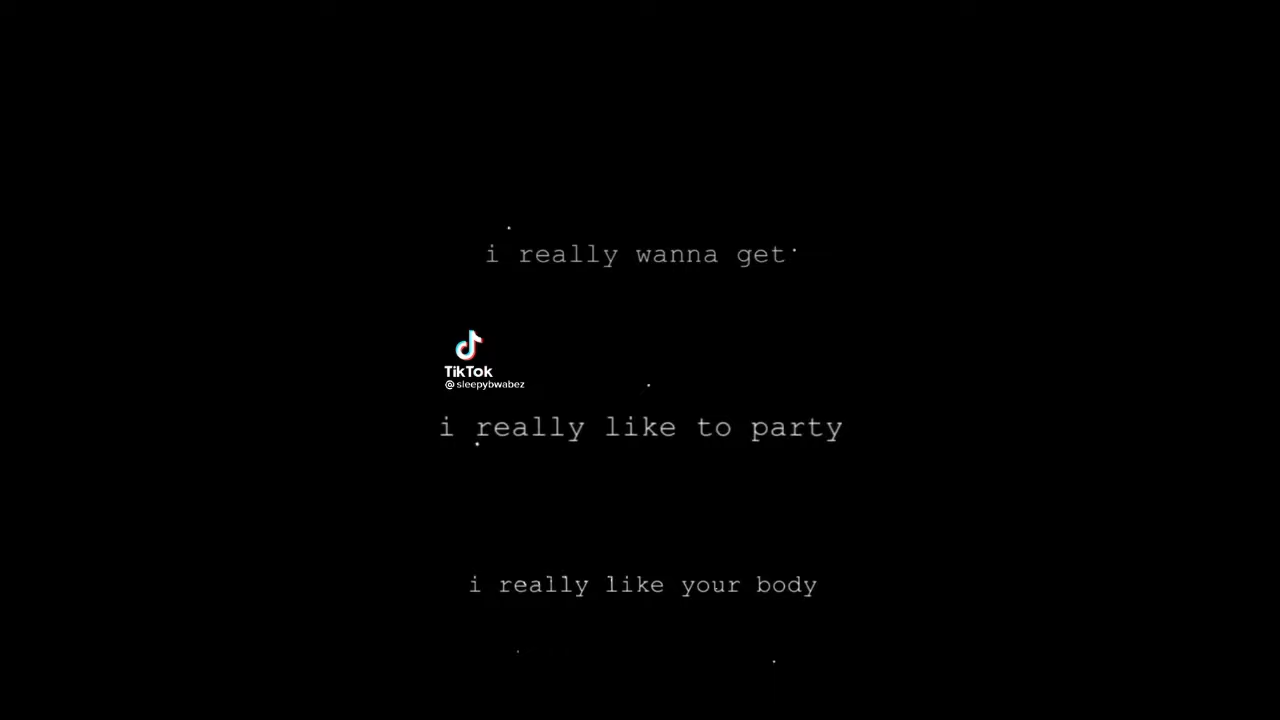 i really wanna get
TikTok
@sleepybwabez
i really like to party
i really like your body